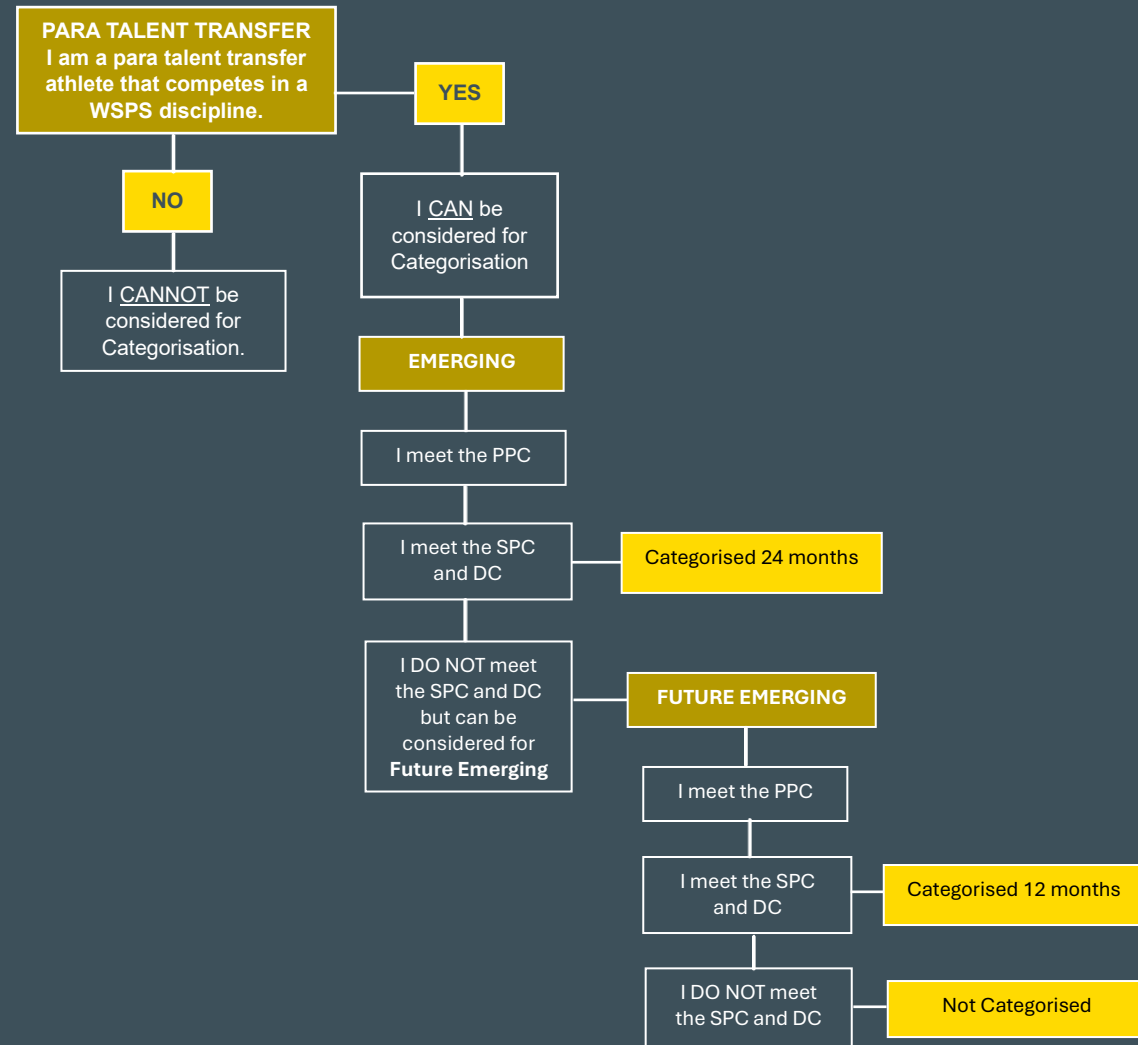 PARA TALENT TRANSFER
I am a para talent transfer
athlete that competes in a
WSPS discipline.
YES
NO
I CAN be
considered for
Categorisation
I CANNOT be
considered for
Categorisation.
EMERGING
I meet the PPC
I meet the SPC
and DC
Categorised 24 months
I DO NOT meet
the SPC and DC
but can be
considered for
Future Emerging
FUTURE EMERGING
I meet the PPC
I meet the SPC
and DC
Categorised 12 months
I DO NOT meet
the SPC and DC
Not Categorised